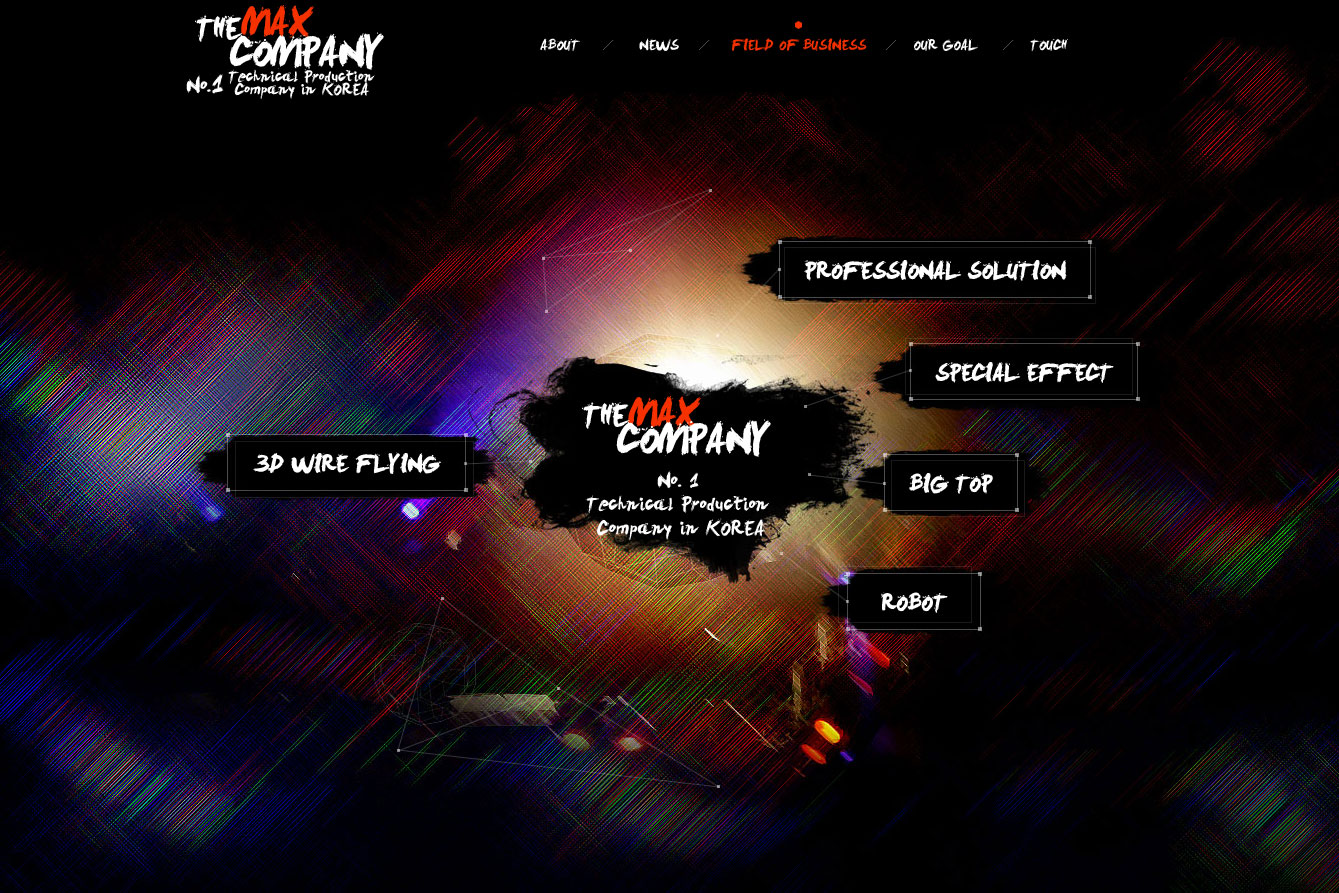 THE MAX
COMPANY
No.1 Technical Production
Company in KOREA
ABOUT
NEWS
FIELD OF BUSINESS
OUR GOAL
TOUCH
PROFESSIONAL SOLUTION
SPECIAL EFFECT
THE MAX
COMPANY
3D WIRE FLYING
No. 1
Technical Production
Company in KOREA
BIG TOP
ROBOT